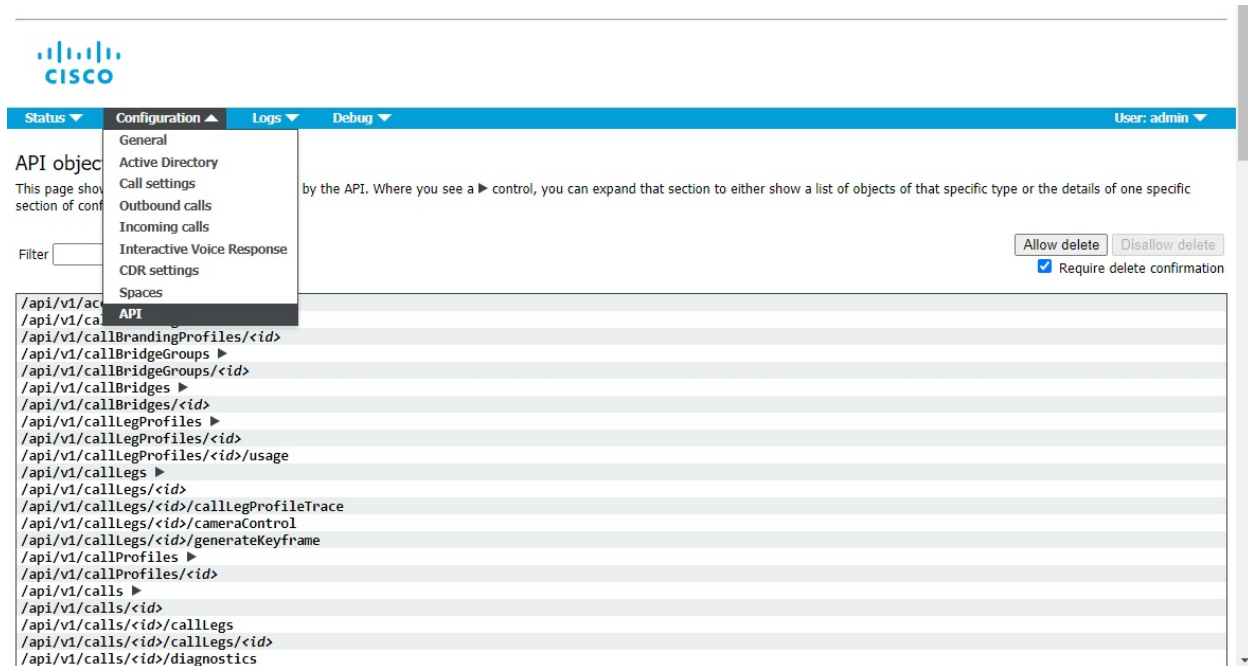 CISCO
Status Configuration Logs Debug User: admin
General
API objec Active Directory
This page shov Call settings by the API. Where you see a ▶ control, you can expand that section to either show a list of objects of that specific type or the details of one specific
section of conf Outbound calls
Incoming calls
Filter Interactive Voice Response Allow delete Disallow delete
CDR settings Require delete confirmation
Spaces
/api/v1/ac
API
/api/v1/cal
/api/v1/callBrandingProfiles/<id>
/api/v1/callBridgeGroups ▶
/api/v1/callBridgeGroups/<id>
/api/v1/callBridges ▶
/api/v1/callBridges/<id>
/api/v1/callLegProfiles ▶
/api/v1/callLegProfiles/<id>
/api/v1/callLegProfiles/<id>/usage
/api/v1/callLegs ▶
/api/v1/callLegs/<id>
/api/v1/callLegs/<id>/callLegProfileTrace
/api/v1/callLegs/<id>/cameraControl
/api/v1/callLegs/<id>/generateKeyframe
/api/v1/callProfiles ▶
/api/v1/callProfiles/<id>
/api/v1/calls ▶
/api/v1/calls/<id>
/api/v1/calls/<id>/callLegs
/api/v1/calls/<id>/callLegs/<id>
/api/v1/calls/<id>/diagnostics